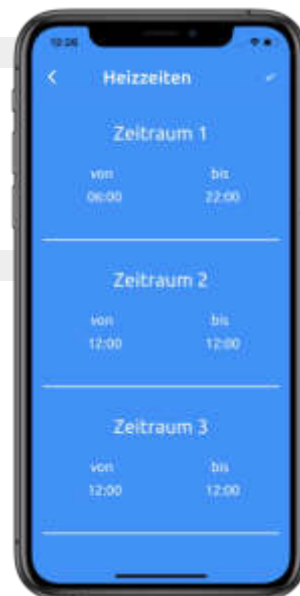 Heizzeiten
Zeitraum 1
von bis
06:00 22:00
Zeitraum 2
von bis
12:00 12:00
Zeitraum 3
von bis
12:00 12:00